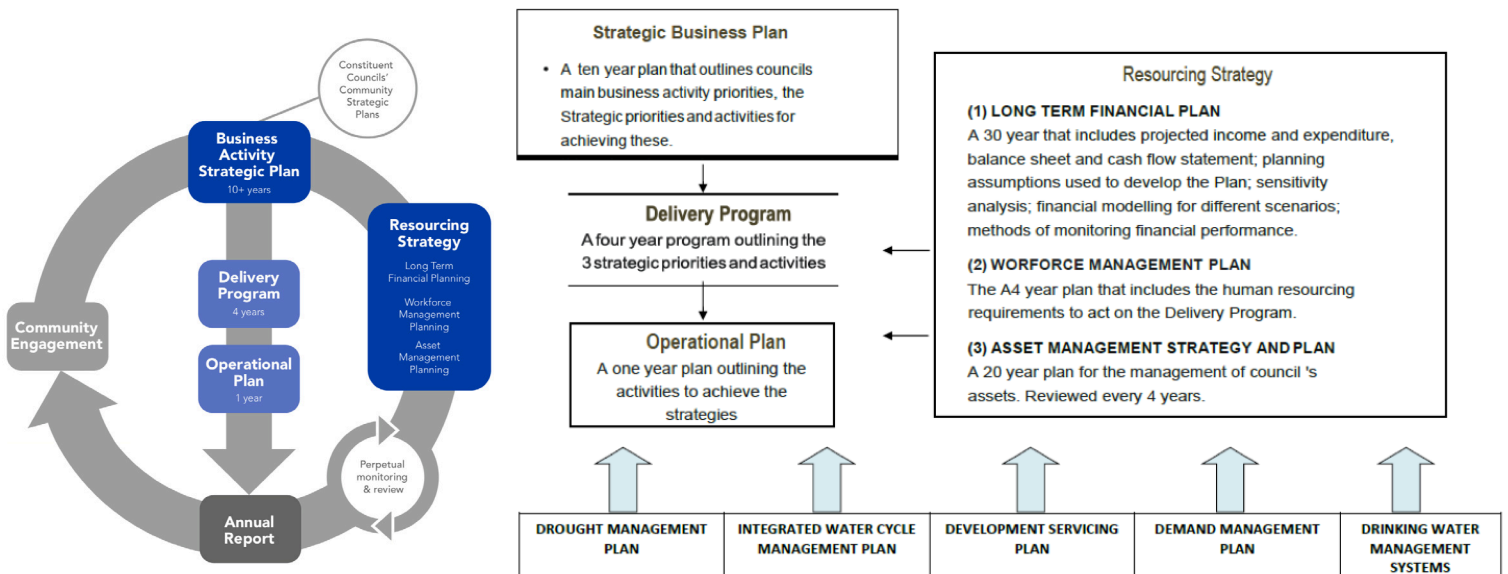 Constituent
Councils'
Community
Strategic
Plans
Business
Activity
Strategic Plan
10+ years
Resourcing
Strategy
Long Term
Financial Planning
Workforce
Management
Planning
Asset
Management
Planning
Delivery
Program
4 years
Operational
Plan
1 year
Community
Engagement
Perpetual
monitoring
& review
Annual
Report
Strategic Business Plan
• A ten year plan that outlines councils
main business activity priorities, the
Strategic priorities and activities for
achieving these.
Delivery Program
A four year program outlining the
3 strategic priorities and activities
Operational Plan
A one year plan outlining the
activities to achieve the
strategies
Resourcing Strategy
(1) LONG TERM FINANCIAL PLAN
A 30 year that includes projected income and expenditure,
balance sheet and cash flow statement; planning
assumptions used to develop the Plan; sensitivity
analysis; financial modelling for different scenarios;
methods of monitoring financial performance.
(2) WORFORCE MANAGEMENT PLAN
The A4 year plan that includes the human resourcing
requirements to act on the Delivery Program.
(3) ASSET MANAGEMENT STRATEGY AND PLAN
A 20 year plan for the management of council 's
assets. Reviewed every 4 years.
DROUGHT MANAGEMENT
PLAN
INTEGRATED WATER CYCLE
MANAGEMENT PLAN
DEVELOPMENT SERVICING
PLAN
DEMAND MANAGEMENT
PLAN
DRINKING WATER
MANAGEMENT
SYSTEMS